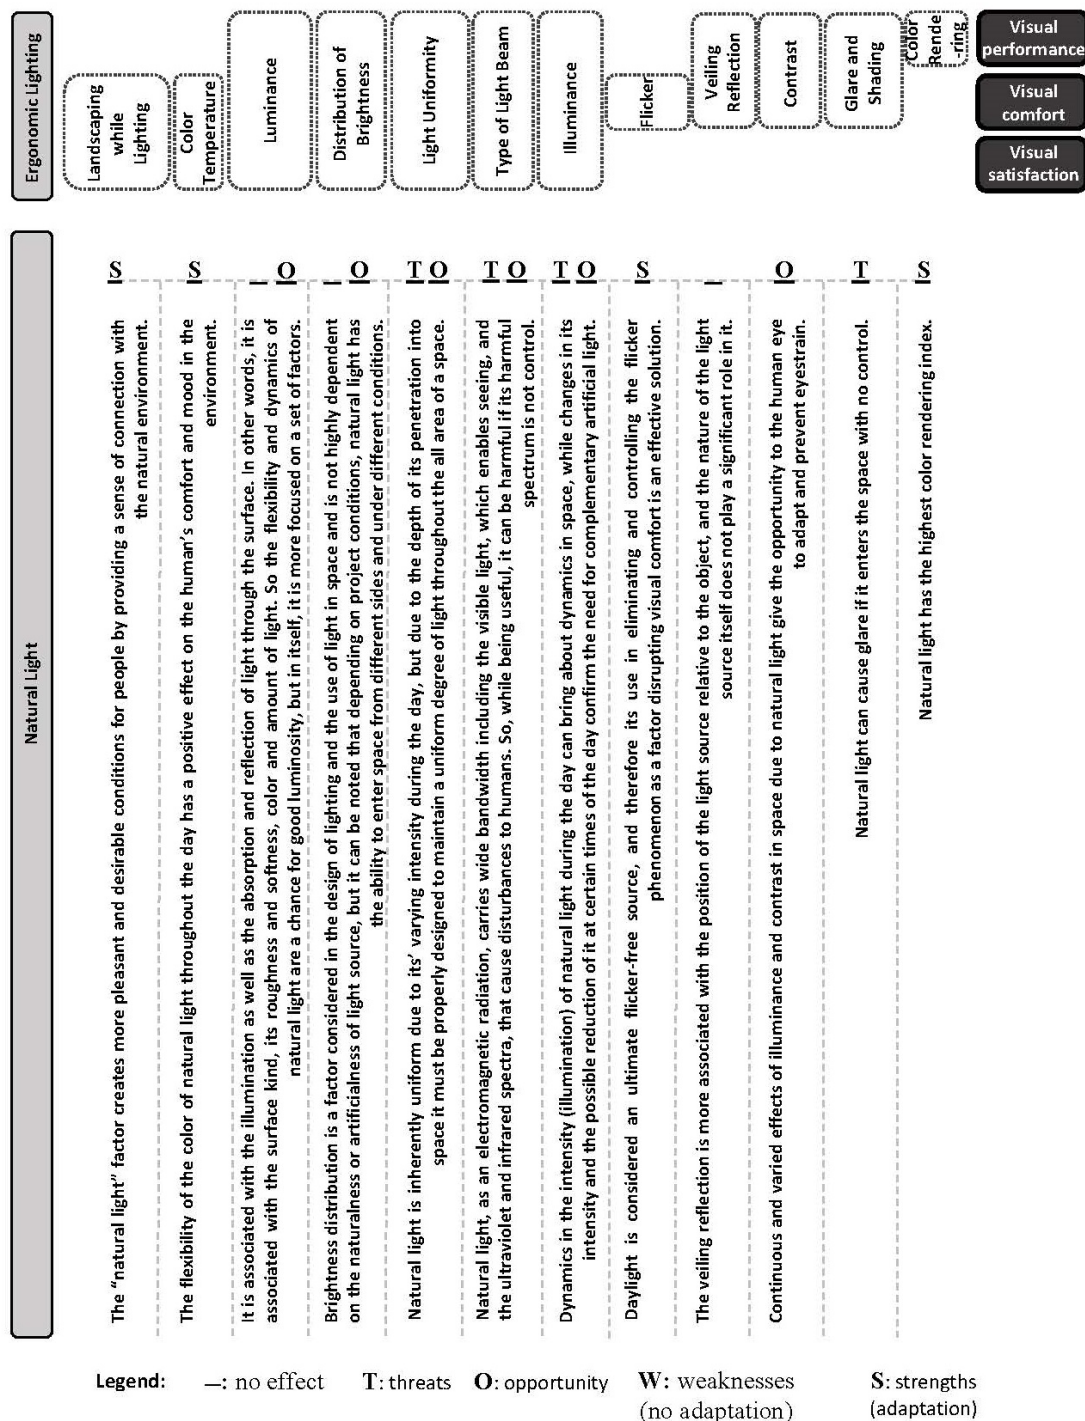 Ergonomic Lighting
Landscaping
while
Lighting
Color
Temperature
Luminance
Distribution of
Brightness
Light Uniformity
Type of Light Beam
Illuminance
Flicker
Veiling
Reflection
Contrast
Glare and
Shading
Color
Rende
-ring
Visual
performance
Visual
comfort
Visual
satisfaction
Natural Light
S
The "natural light" factor creates more pleasant and desirable conditions for people by providing a sense of connection with
the natural environment.
S
The flexibility of the color of natural light throughout the day has a positive effect on the human's comfort and mood in the
environment.
– O
It is associated with the illumination as well as the absorption and reflection of light through the surface. In other words, it is
associated with the surface kind, its roughness and softness, color and amount of light. So the flexibility and dynamics of
natural light are a chance for good luminosity, but in itself, it is more focused on a set of factors.
– O
Brightness distribution is a factor considered in the design of lighting and the use of light in space and is not highly dependent
on the naturalness or artificialness of light source, but it can be noted that depending on project conditions, natural light has
the ability to enter space from different sides and under different conditions.
T O
Natural light is inherently uniform due to its' varying intensity during the day, but due to the depth of its penetration into
space it must be properly designed to maintain a uniform degree of light throughout the all area of a space.
T O
Natural light, as an electromagnetic radiation, carries wide bandwidth including the visible light, which enables seeing, and
the ultraviolet and infrared spectra, that cause disturbances to humans. So, while being useful, it can be harmful if its harmful
spectrum is not control.
T O
Dynamics in the intensity (illumination) of natural light during the day can bring about dynamics in space, while changes in its
intensity and the possible reduction of it at certain times of the day confirm the need for complementary artificial light.
S
Daylight is considered an ultimate flicker-free source, and therefore its use in eliminating and controlling the flicker
phenomenon as a factor disrupting visual comfort is an effective solution.
–
The veiling reflection is more associated with the position of the light source relative to the object, and the nature of the light
source itself does not play a significant role in it.
O
Continuous and varied effects of illuminance and contrast in space due to natural light give the opportunity to the human eye
to adapt and prevent eyestrain.
T
Natural light can cause glare if it enters the space with no control.
S
Natural light has the highest color rendering index.
Legend: –: no effect T: threats O: opportunity W: weaknesses S: strengths
(no adaptation) (adaptation)